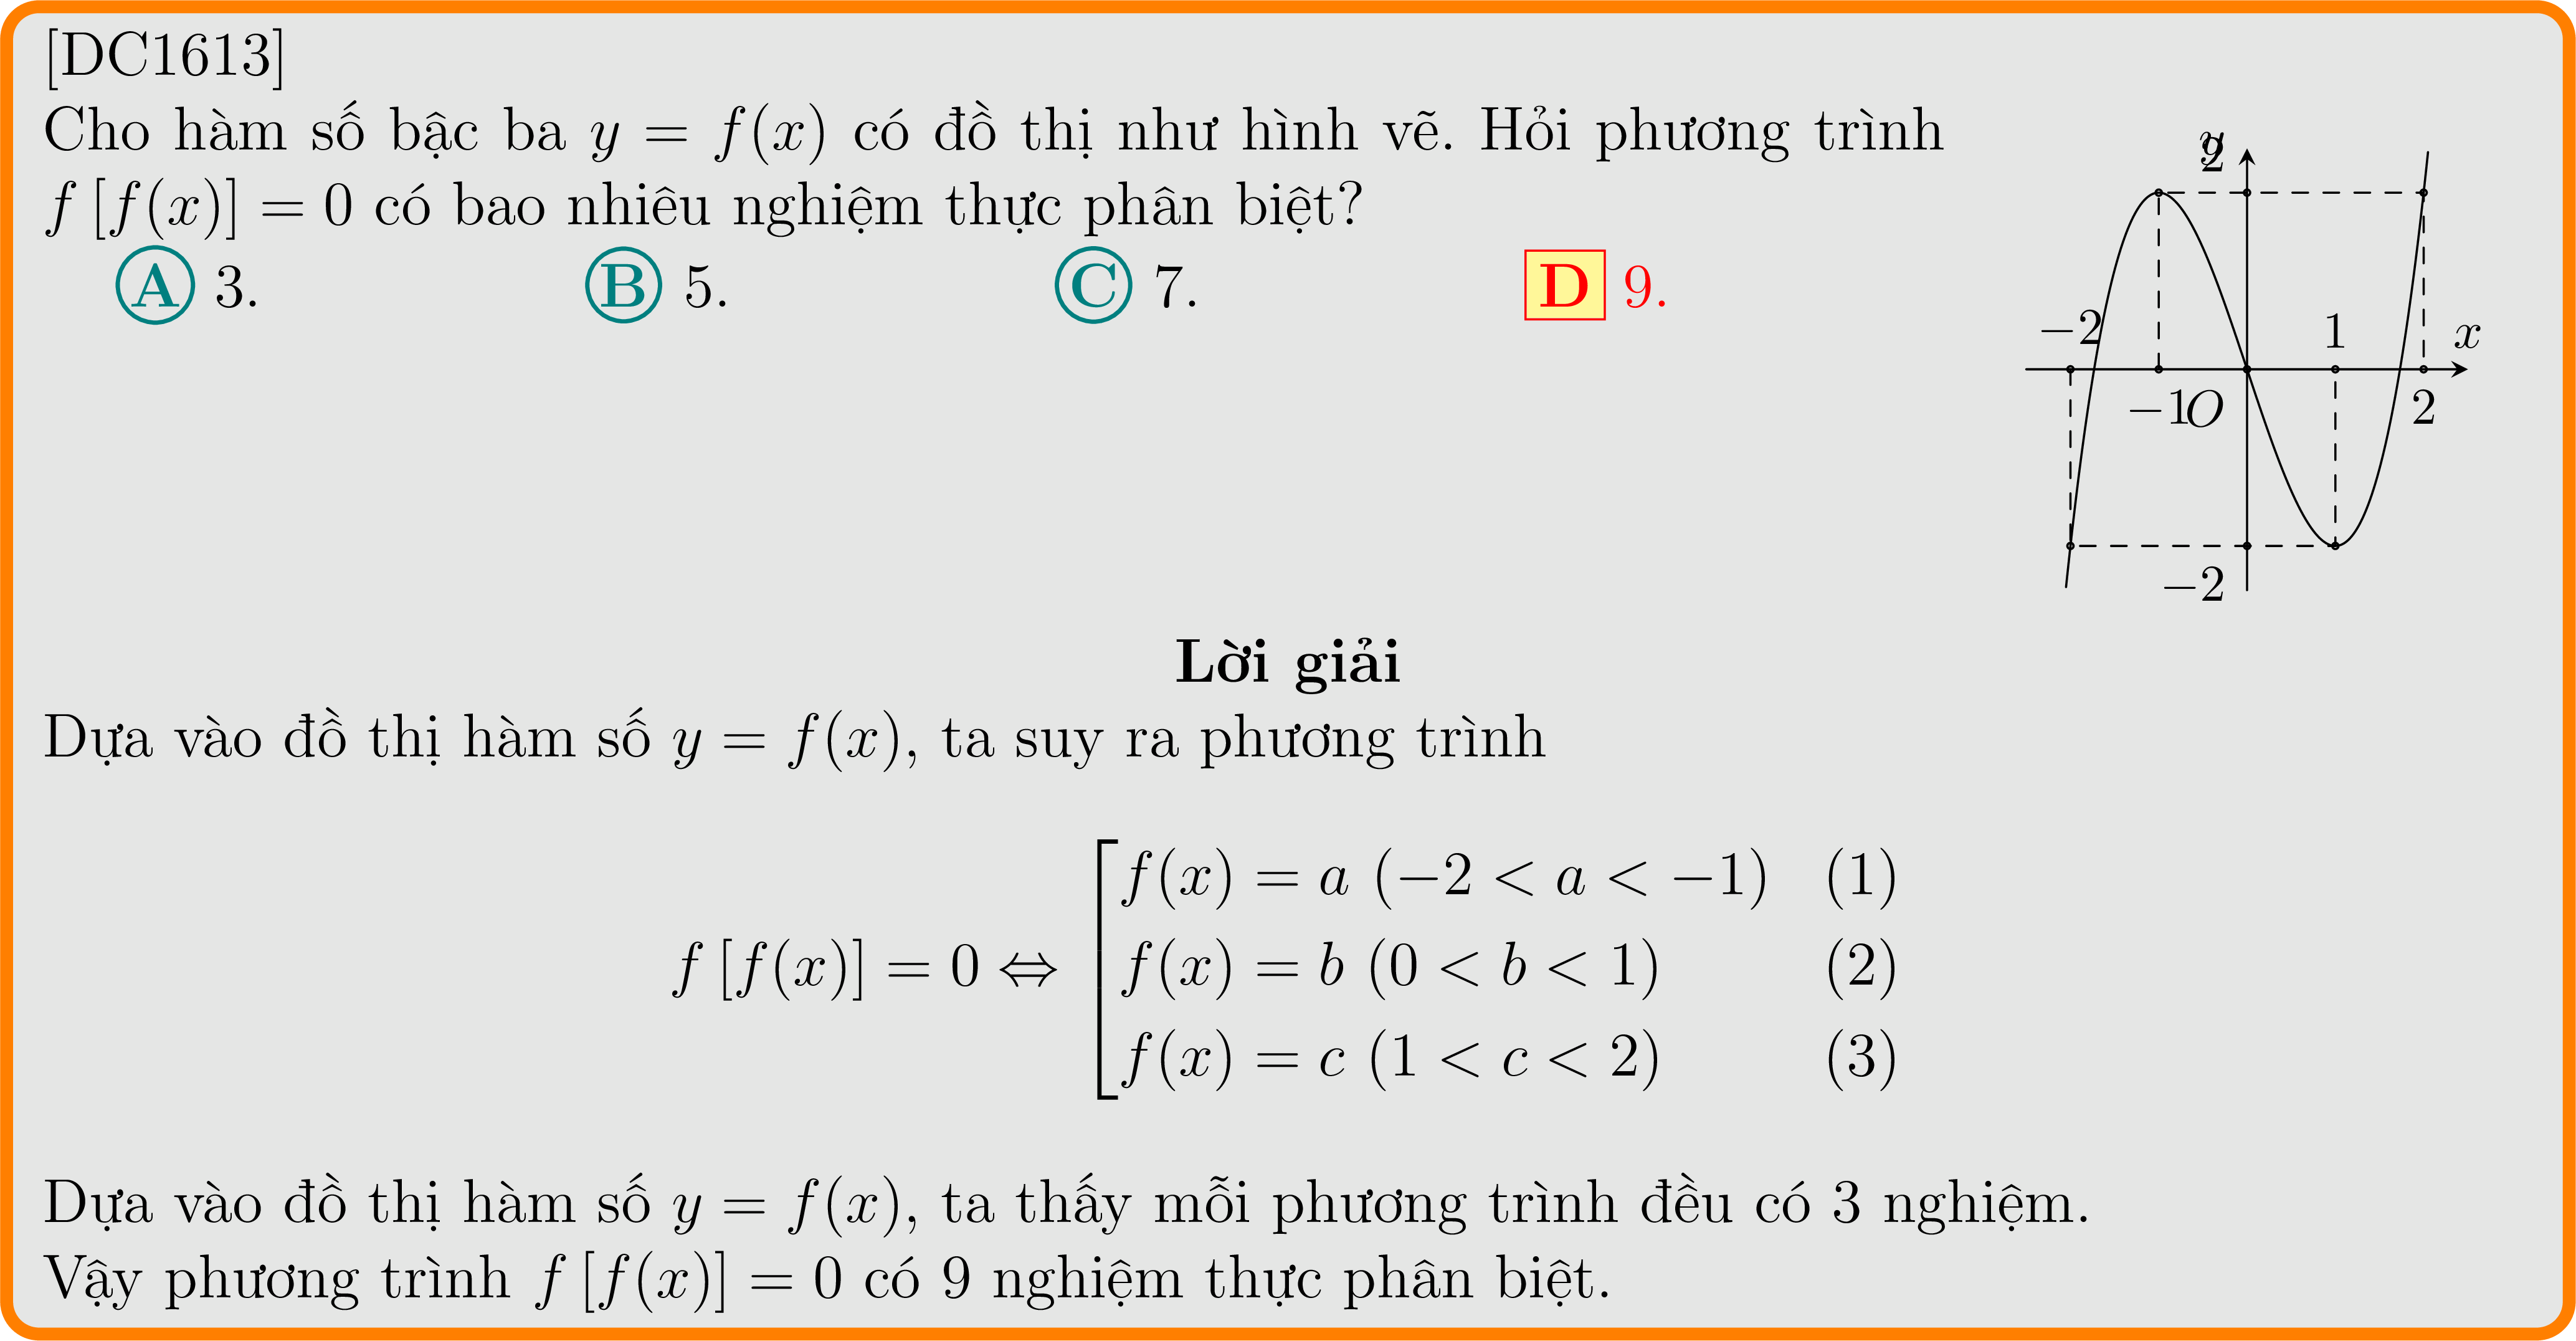 [DC1613]
Cho hàm số bậc ba y = f(x) có đồ thị như hình vẽ. Hỏi phương trình
f [f(x)] = 0 có bao nhiêu nghiệm thực phân biệt?
A 3. B 5. C 7. D 9.
y
2
−2
1
x
−1
O
2
−2
Lời giải
Dựa vào đồ thị hàm số y = f(x), ta suy ra phương trình
f(x) = a (−2 < a < −1) (1)
f [f(x)] = 0 ⇔ f(x) = b (0 < b < 1) (2)
f(x) = c (1 < c < 2) (3)
Dựa vào đồ thị hàm số y = f(x), ta thấy mỗi phương trình đều có 3 nghiệm.
Vậy phương trình f [f(x)] = 0 có 9 nghiệm thực phân biệt.